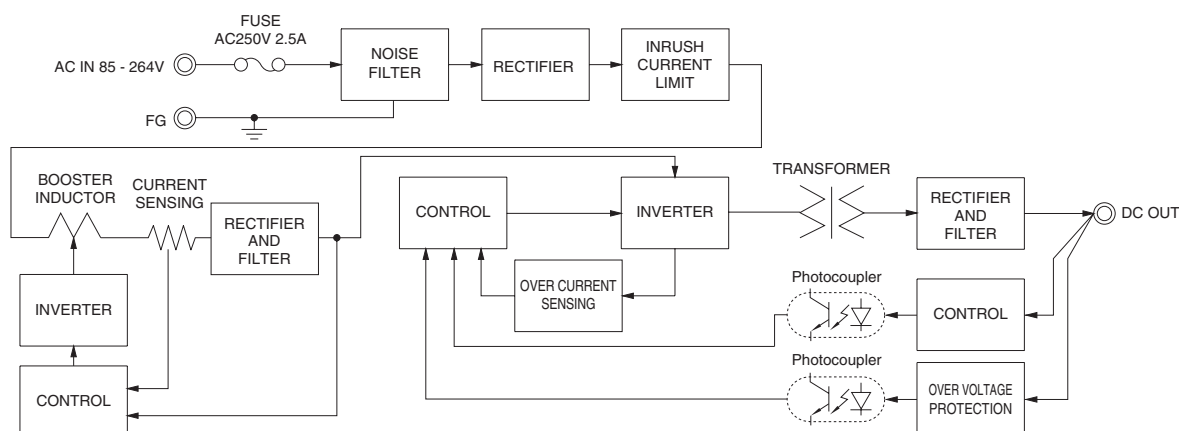 FUSE
AC250V 2.5A
AC IN 85 - 264V
NOISE
FILTER
RECTIFIER
INRUSH
CURRENT
LIMIT
FG
BOOSTER
INDUCTOR
CURRENT
SENSING
RECTIFIER
AND
FILTER
CONTROL
INVERTER
TRANSFORMER
RECTIFIER
AND
FILTER
DC OUT
OVER CURRENT
SENSING
INVERTER
CONTROL
Photocoupler
CONTROL
Photocoupler
OVER VOLTAGE
PROTECTION